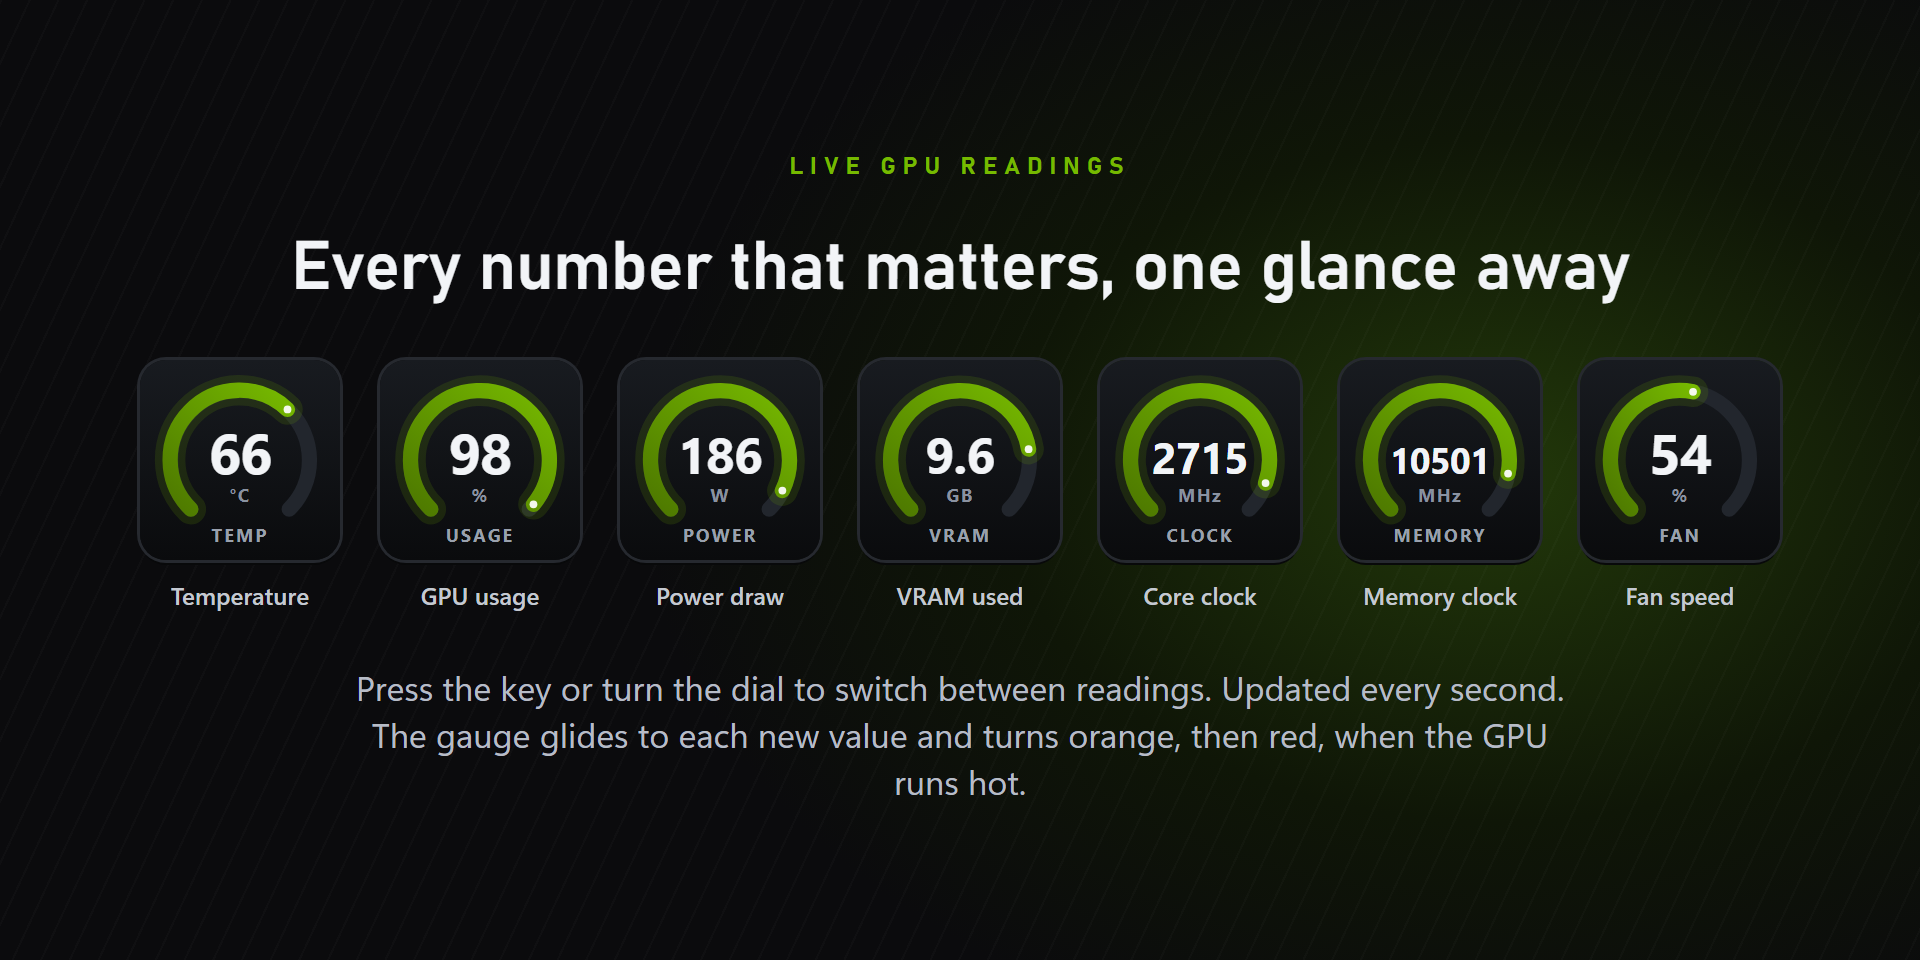 LIVE GPU READINGS
Every number that matters, one glance away
66
°C
TEMP
Temperature
98
%
USAGE
GPU usage
186
W
POWER
Power draw
9.6
GB
VRAM
VRAM used
2715
MHz
CLOCK
Core clock
10501
MHz
MEMORY
Memory clock
54
%
FAN
Fan speed
Press the key or turn the dial to switch between readings. Updated every second.
The gauge glides to each new value and turns orange, then red, when the GPU
runs hot.